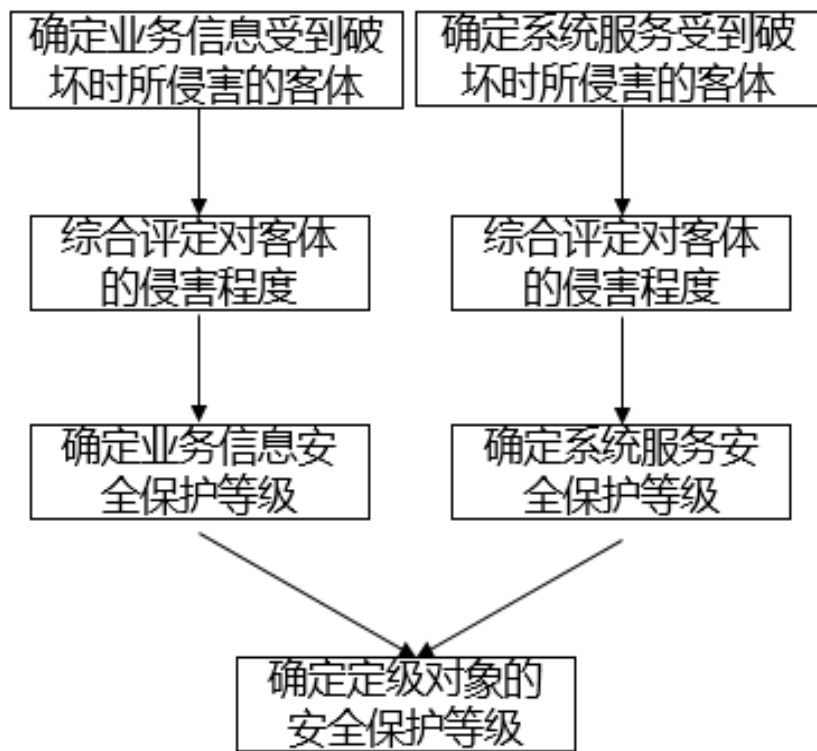 确定业务信息受到破
坏时所侵害的客体
确定系统服务受到破
坏时所侵害的客体
综合评定对客体
的侵害程度
综合评定对客体
的侵害程度
确定业务信息安
全保护等级
确定系统服务安
全保护等级
确定定级对象的
安全保护等级